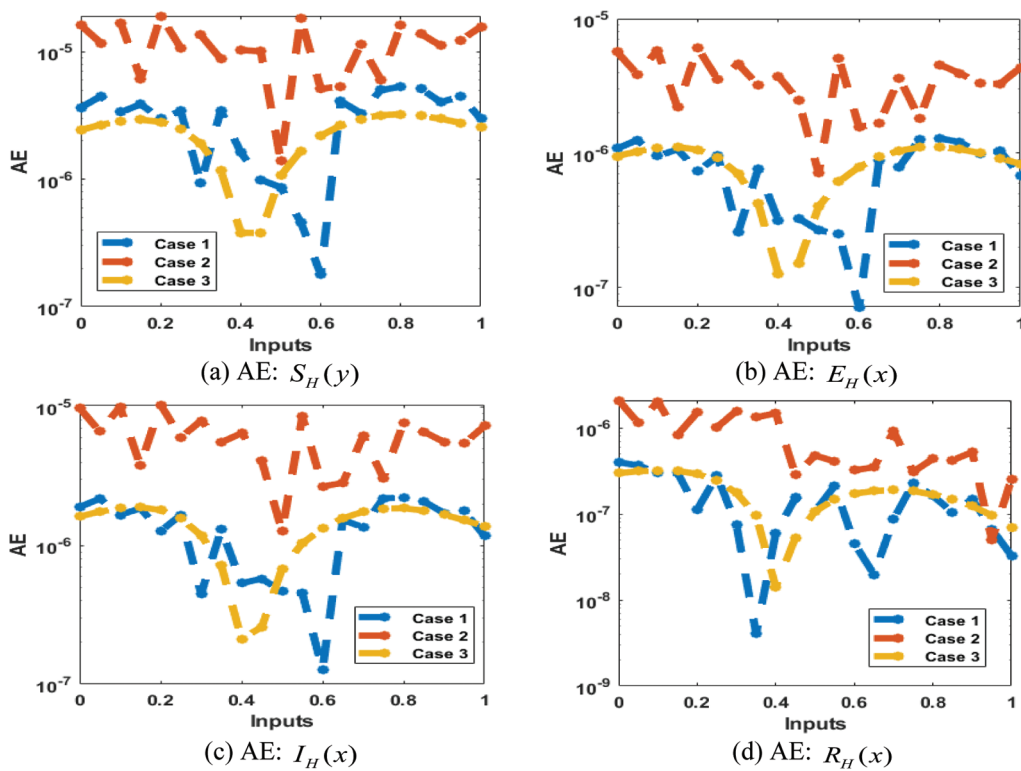 10^-5
10^-6
10^-7
AE
0 0.2 0.4 0.6 0.8 1
Inputs
Case 1
Case 2
Case 3
(a) AE: S_H(y)
10^-5
10^-6
10^-7
AE
0 0.2 0.4 0.6 0.8 1
Inputs
Case 1
Case 2
Case 3
(b) AE: E_H(x)
10^-5
10^-6
10^-7
AE
0 0.2 0.4 0.6 0.8 1
Inputs
Case 1
Case 2
Case 3
(c) AE: I_H(x)
10^-6
10^-7
10^-8
10^-9
AE
0 0.2 0.4 0.6 0.8 1
Inputs
Case 1
Case 2
Case 3
(d) AE: R_H(x)